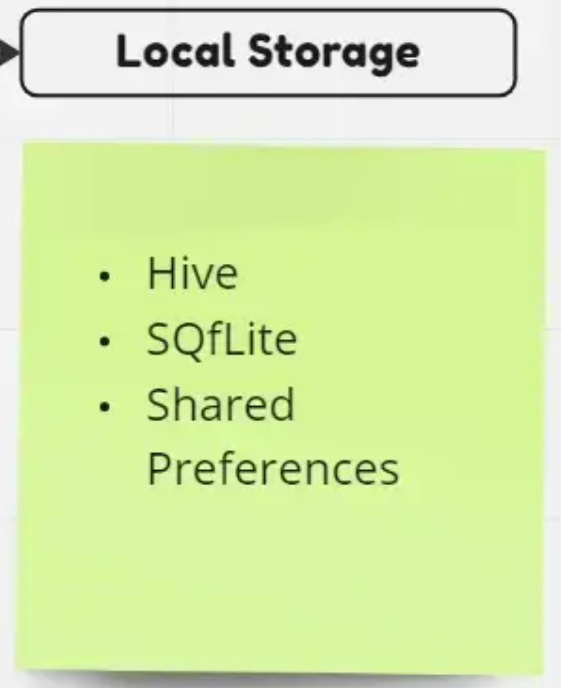 Local Storage
• Hive
• SQfLite
• Shared
Preferences